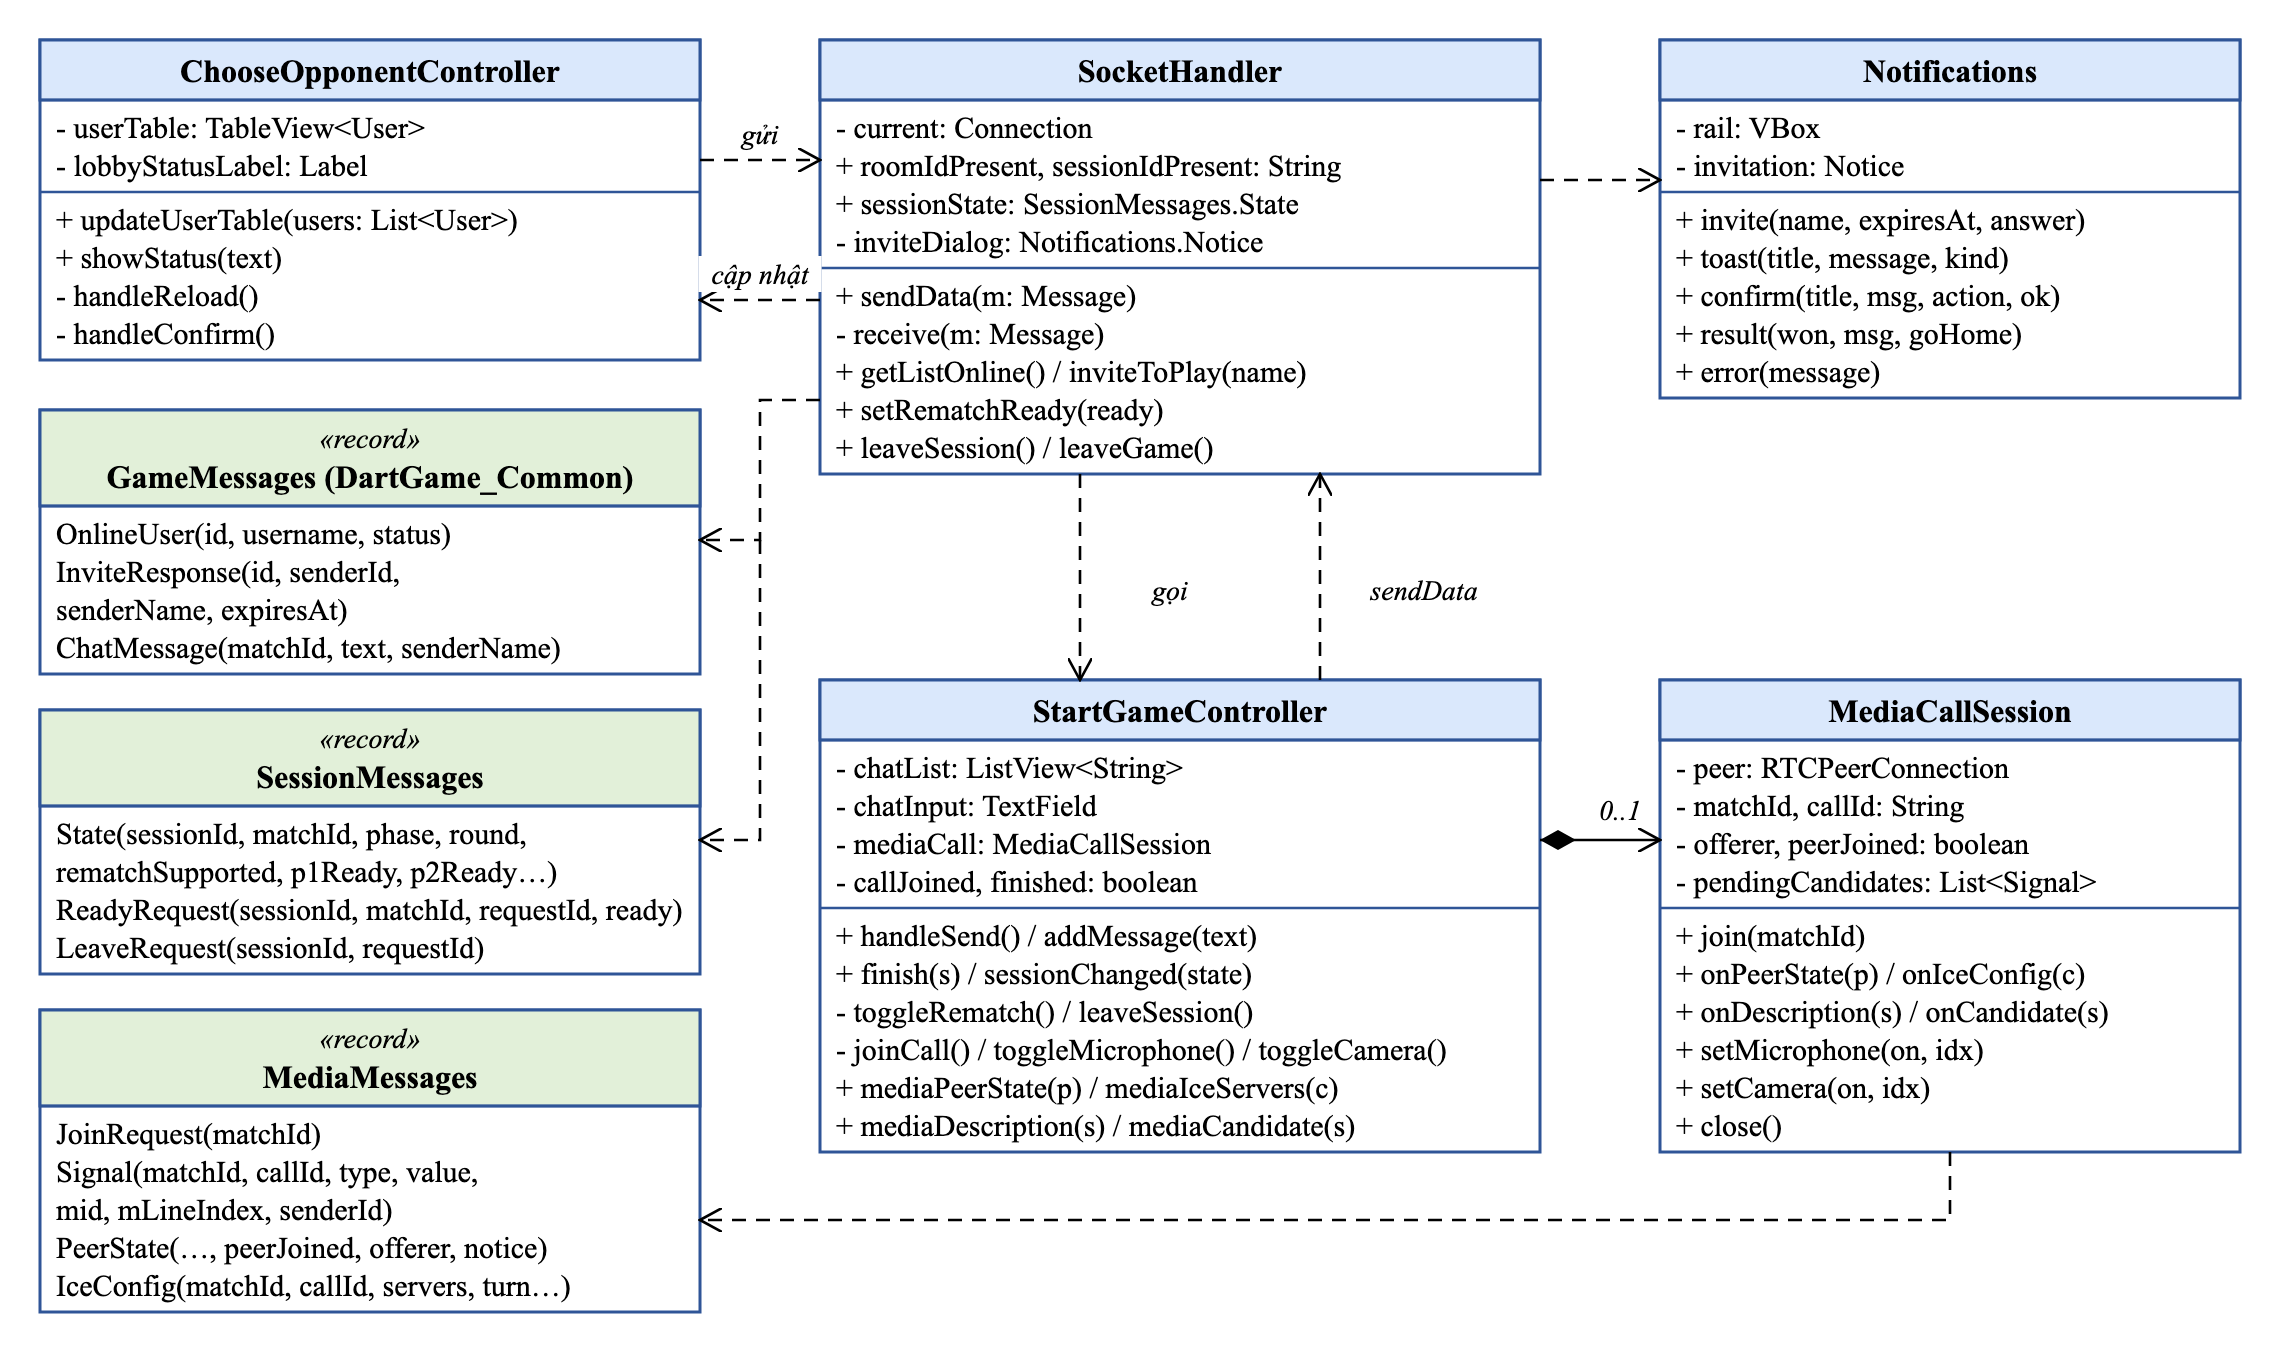 ChooseOpponentController
- userTable: TableView<User>
- lobbyStatusLabel: Label
+ updateUserTable(users: List<User>)
+ showStatus(text)
- handleReload()
- handleConfirm()
gửi
cập nhật
SocketHandler
- current: Connection
+ roomIdPresent, sessionIdPresent: String
+ sessionState: SessionMessages.State
- inviteDialog: Notifications.Notice
+ sendData(m: Message)
- receive(m: Message)
+ getListOnline() / inviteToPlay(name)
+ setRematchReady(ready)
+ leaveSession() / leaveGame()
Notifications
- rail: VBox
- invitation: Notice
+ invite(name, expiresAt, answer)
+ toast(title, message, kind)
+ confirm(title, msg, action, ok)
+ result(won, msg, goHome)
+ error(message)
«record»
GameMessages (DartGame_Common)
OnlineUser(id, username, status)
InviteResponse(id, senderId,
senderName, expiresAt)
ChatMessage(matchId, text, senderName)
gọi
sendData
«record»
SessionMessages
State(sessionId, matchId, phase, round,
rematchSupported, p1Ready, p2Ready…)
ReadyRequest(sessionId, matchId, requestId, ready)
LeaveRequest(sessionId, requestId)
StartGameController
- chatList: ListView<String>
- chatInput: TextField
- mediaCall: MediaCallSession
- callJoined, finished: boolean
+ handleSend() / addMessage(text)
+ finish(s) / sessionChanged(state)
- toggleRematch() / leaveSession()
- joinCall() / toggleMicrophone() / toggleCamera()
+ mediaPeerState(p) / mediaIceServers(c)
+ mediaDescription(s) / mediaCandidate(s)
0..1
MediaCallSession
- peer: RTCPeerConnection
- matchId, callId: String
- offerer, peerJoined: boolean
- pendingCandidates: List<Signal>
+ join(matchId)
+ onPeerState(p) / onIceConfig(c)
+ onDescription(s) / onCandidate(s)
+ setMicrophone(on, idx)
+ setCamera(on, idx)
+ close()
«record»
MediaMessages
JoinRequest(matchId)
Signal(matchId, callId, type, value,
mid, mLineIndex, senderId)
PeerState(…, peerJoined, offerer, notice)
IceConfig(matchId, callId, servers, turn…)